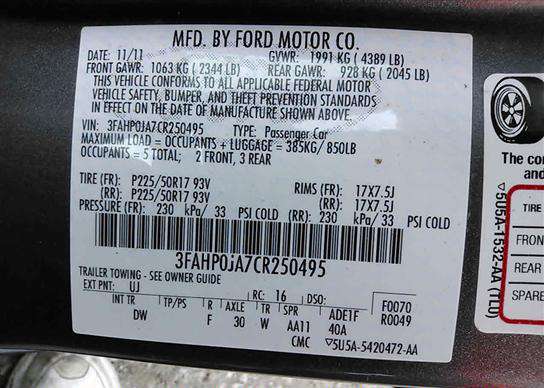 MFD. BY FORD MOTOR CO.
DATE: 11/11 GVWR: 1991 KG ( 4389 LB)
FRONT GAWR: 1063 KG ( 2344 LB) REAR GAWR: 928 KG ( 2045 LB)
THIS VEHICLE CONFORMS TO ALL APPLICABLE FEDERAL MOTOR
VEHICLE SAFETY, BUMPER, AND THEFT PREVENTION STANDARDS
IN EFFECT ON THE DATE OF MANUFACTURE SHOWN ABOVE.
VIN: 3FAHP0JA7CR250495 TYPE: Passenger Car
MAXIMUM LOAD = OCCUPANTS + LUGGAGE = 385KG/ 850LB
OCCUPANTS = 5 TOTAL; 2 FRONT, 3 REAR
TIRE (FR): P225/50R17 93V RIMS (FR): 17X7.5J
(RR): P225/50R17 93V (RR): 17X7.5J
PRESSURE (FR): 230 kPa/ 33 PSI COLD (RR): 230 kPa/ 33 PSI COLD
3FAHP0JA7CR250495
TRAILER TOWING - SEE OWNER GUIDE
EXT PNT: UJ RC: 16 DSO: F0070
INT TR TP/PS R AXLE TR SPR ADE1F R0049
DW F 30 W AA11 40A
CMC ▽5U5A-5420472-AA
The co
and
▽5U5A-1532-AA (TLU)
TIRE
FRON
REAR
SPARE